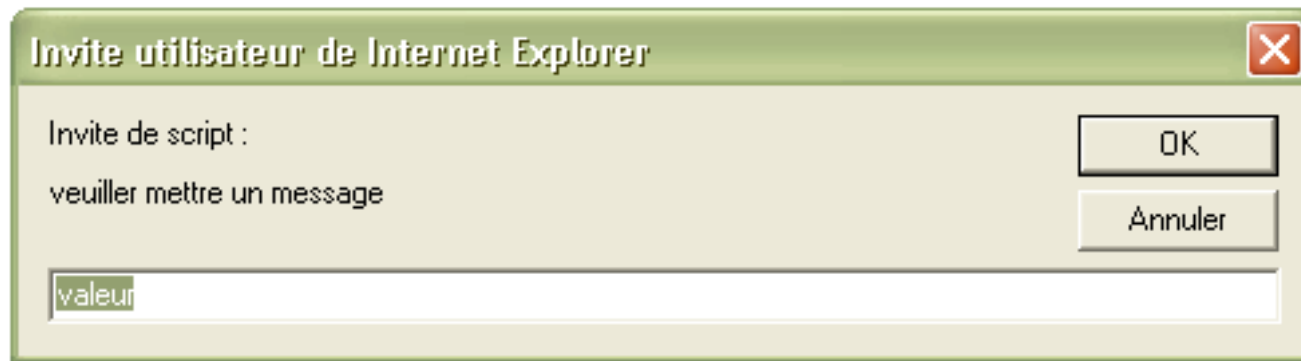 Invite utilisateur de Internet Explorer
Invite de script :
OK
veuiller mettre un message
Annuler
valeur